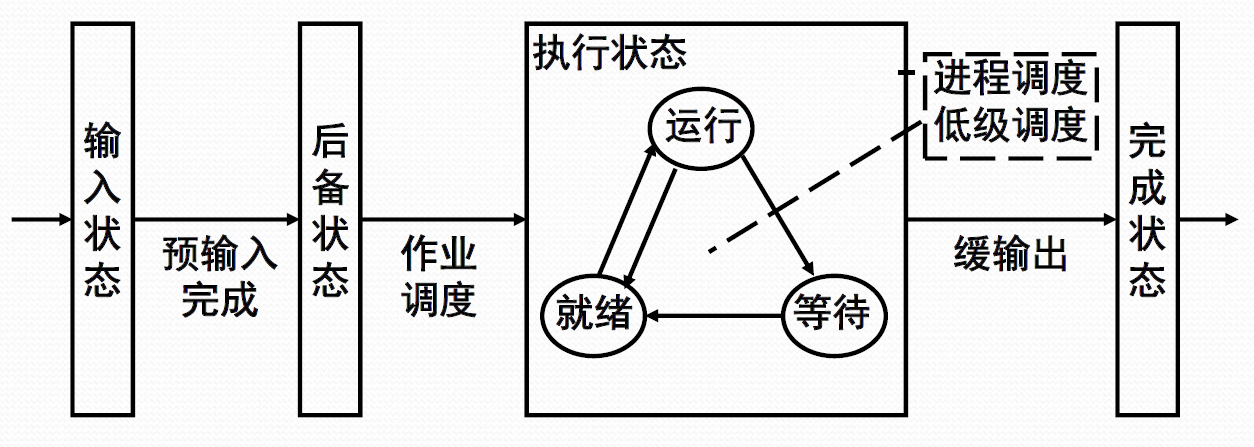 输入状态
预输入
完成
后备状态
作业
调度
执行状态
运行
就绪
等待
进程调度
低级调度
缓输出
完成状态